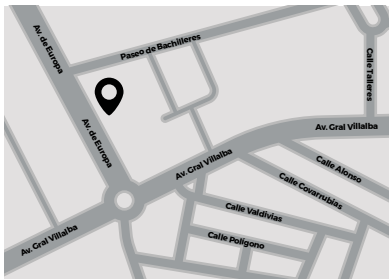 Av. de Europa
Paseo de Bachilleres
Calle Talleres
Av. de Europa
Av. Gral Villalba
Av. Gral Villalba
Calle Alonso
Calle Covarrubias
Calle Valdivias
Av. Gral Villalba
Calle Poligono